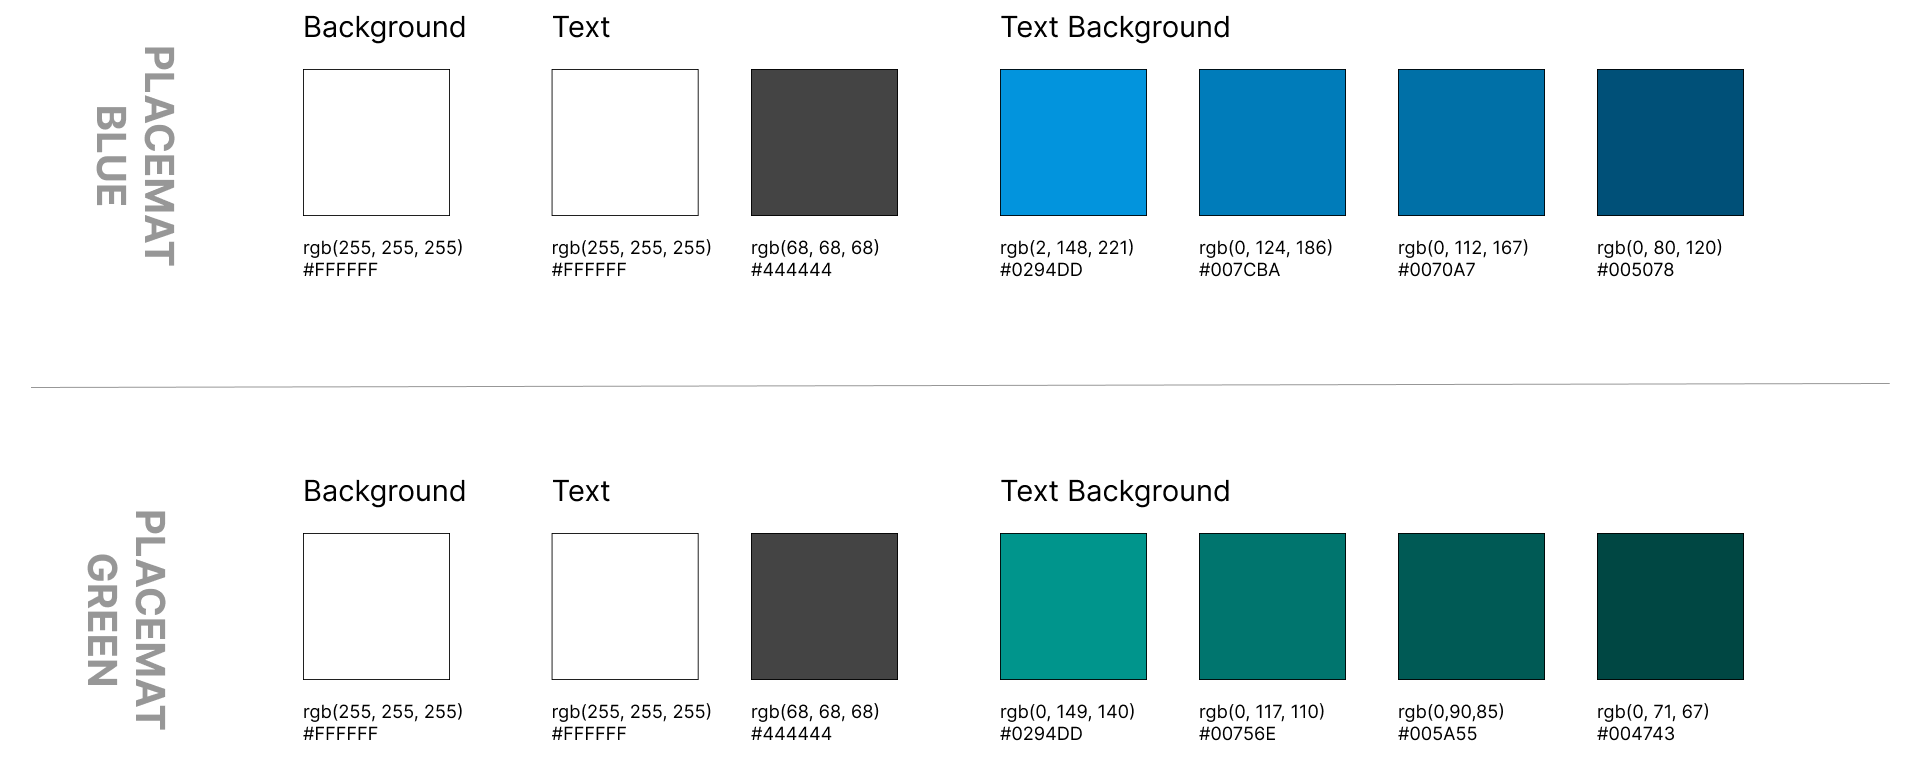 PLACEMAT
BLUE
Background
Text
Text Background
rgb(255, 255, 255)
#FFFFFF
rgb(255, 255, 255)
#FFFFFF
rgb(68, 68, 68)
#444444
rgb(2, 148, 221)
#0294DD
rgb(0, 124, 186)
#007CBA
rgb(0, 112, 167)
#0070A7
rgb(0, 80, 120)
#005078
PLACEMAT
GREEN
Background
Text
Text Background
rgb(255, 255, 255)
#FFFFFF
rgb(255, 255, 255)
#FFFFFF
rgb(68, 68, 68)
#444444
rgb(0, 149, 140)
#0294DD
rgb(0, 117, 110)
#00756E
rgb(0,90,85)
#005A55
rgb(0, 71, 67)
#004743